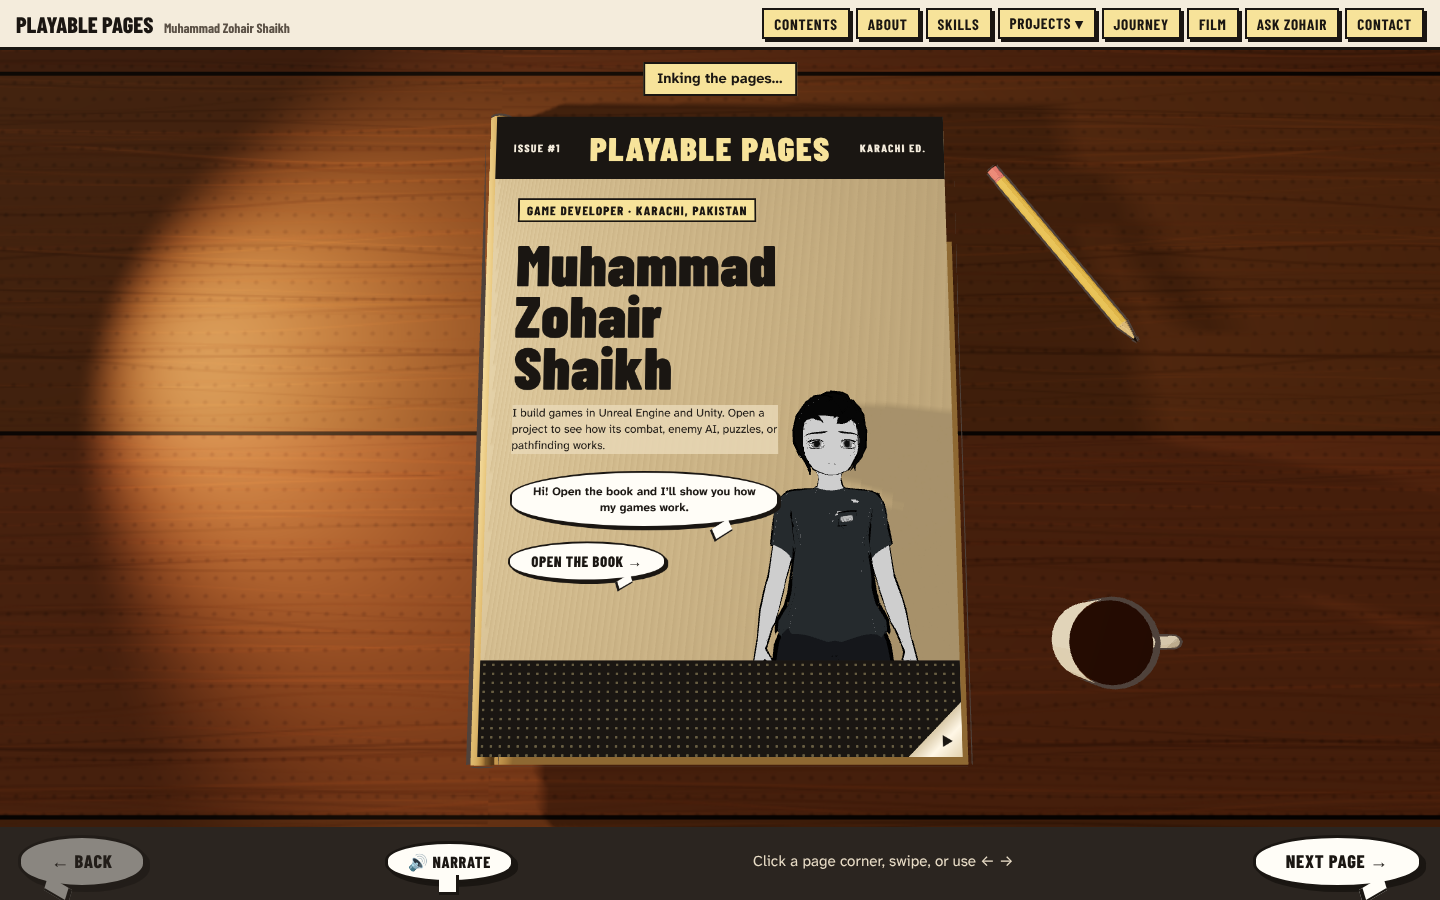 PLAYABLE PAGES Muhammad Zohair Shaikh CONTENTS ABOUT SKILLS PROJECTS ▼ JOURNEY FILM ASK ZOHAIR CONTACT
Inking the pages...
ISSUE #1 PLAYABLE PAGES KARACHI ED.
GAME DEVELOPER · KARACHI, PAKISTAN
Muhammad
Zohair
Shaikh
I build games in Unreal Engine and Unity. Open a
project to see how its combat, enemy AI, puzzles, or
pathfinding works.
Hi! Open the book and I'll show you how
my games work.
OPEN THE BOOK →
← BACK 🔊 NARRATE Click a page corner, swipe, or use ← → NEXT PAGE →